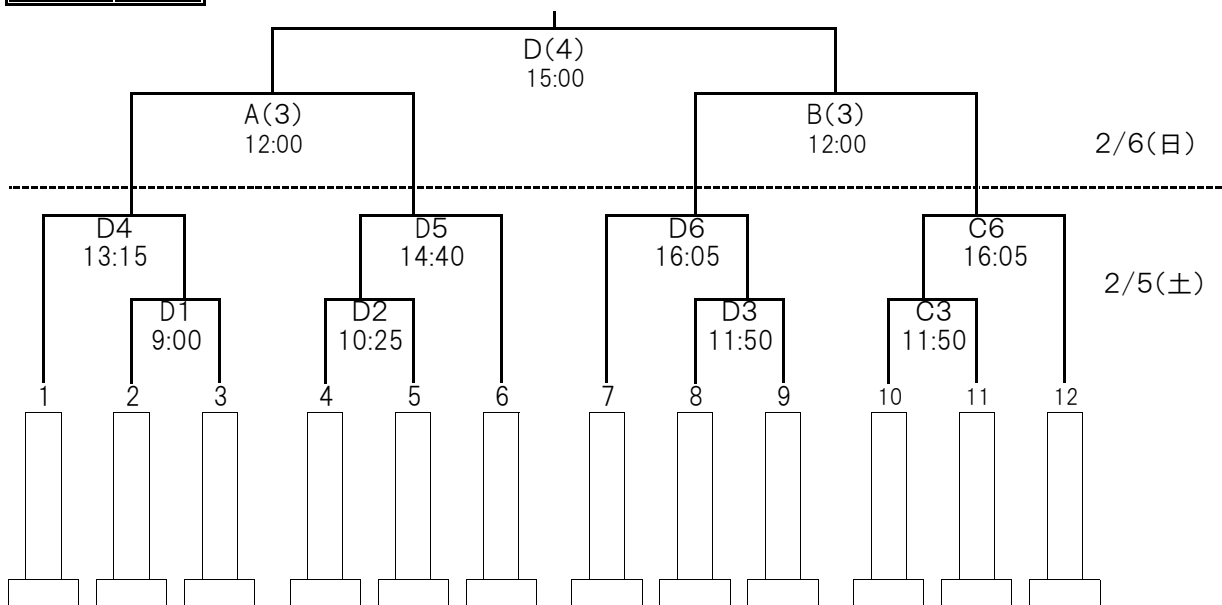 D(4)
15:00
A(3)
12:00
B(3)
12:00
2/6(日)
D4
13:15
D5
14:40
D6
16:05
C6
16:05
2/5(土)
D1
9:00
D2
10:25
D3
11:50
C3
11:50
1 2 3 4 5 6 7 8 9 10 11 12